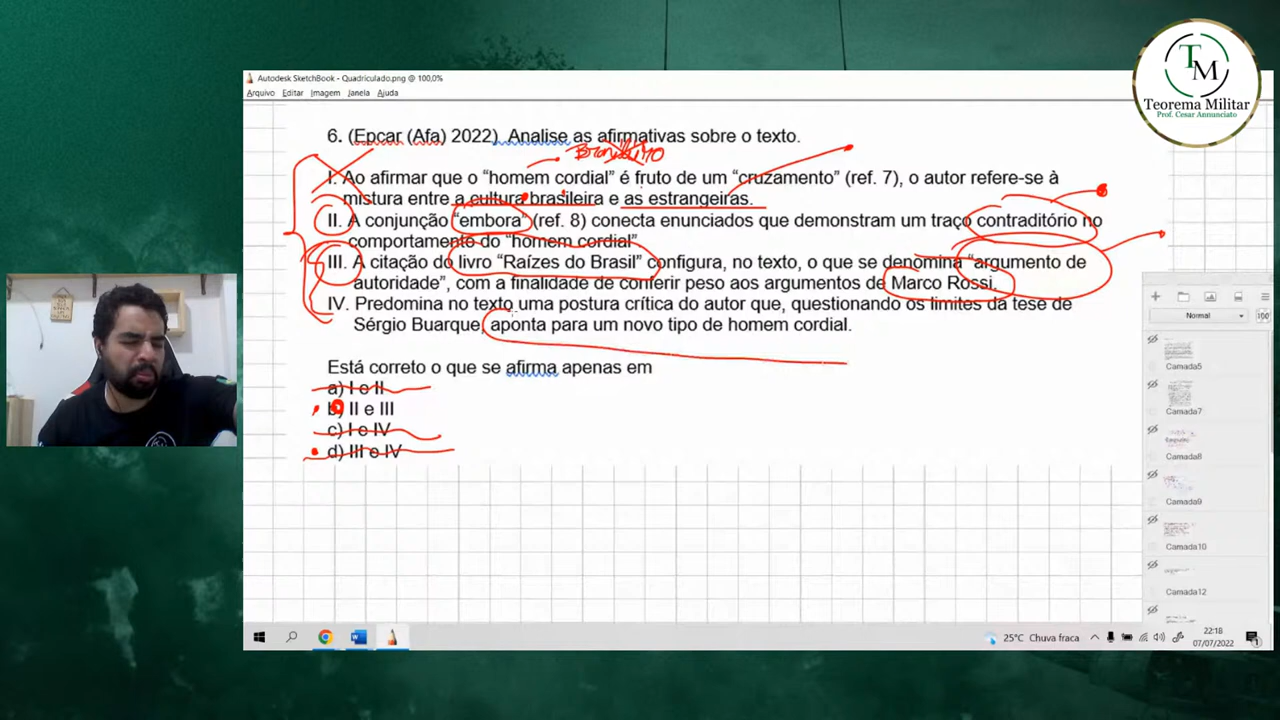 TM
Teorema Militar
Prof. Cesar Annunciato
Autodesk SketchBook - Quadriculado.png @ 100,0%
Arquivo Editar Imagem Janela Ajuda
6. (Epcar (Afa) 2022) Analise as afirmativas sobre o texto.
I. Ao afirmar que o “homem cordial” é fruto de um “cruzamento” (ref. 7), o autor refere-se à
mistura entre a cultura brasileira e as estrangeiras.
II. A conjunção “embora” (ref. 8) conecta enunciados que demonstram um traço contraditório no
comportamento do “homem cordial”
III. A citação do livro “Raízes do Brasil” configura, no texto, o que se denomina “argumento de
autoridade”, com a finalidade de conferir peso aos argumentos de Marco Rossi.
IV. Predomina no texto uma postura crítica do autor que, questionando os limites da tese de
Sérgio Buarque, aponta para um novo tipo de homem cordial.
Está correto o que se afirma apenas em
a) I e II
b) II e III
c) I e IV
d) III e IV
Normal 100
Camada5
Camada7
Camada8
Camada9
Camada10
Camada12
25°C Chuva fraca
22:18
07/07/2022